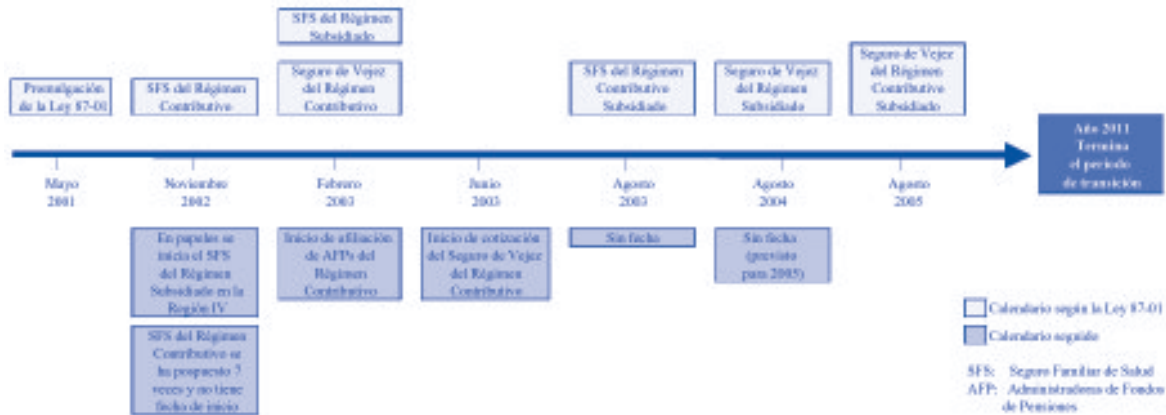 SFS del Régimen
Subsidiado
Promulgación
de la Ley 87-01
SFS del Régimen
Contributivo
Seguro de Vejez
del Régimen
Contributivo
SFS del Régimen
Contributivo
Subsidiado
Seguro de Vejez
del Régimen
Subsidiado
Seguro de Vejez
del Régimen
Contributivo
Subsidiado
Año 2011
Termina
el periodo
de transición
Mayo
2001
Noviembre
2002
Febrero
2003
Junio
2003
Agosto
2003
Agosto
2004
Agosto
2005
En papeles se
inicia el SFS
del Régimen
Subsidiado en la
Región IV
Inicio de afiliación
de AFPs del
Régimen
Contributivo
Inicio de cotización
del Seguro de Vejez
del Régimen
Contributivo
Sin fecha
Sin fecha
(previsto
para 2005)
SFS del Régimen
Contributivo se
ha pospuesto 7
veces y no tiene
fecha de inicio
Calendario según la Ley 87-01
Calendario seguido
SFS: Seguro Familiar de Salud
AFP: Administradoras de Fondos
de Pensiones